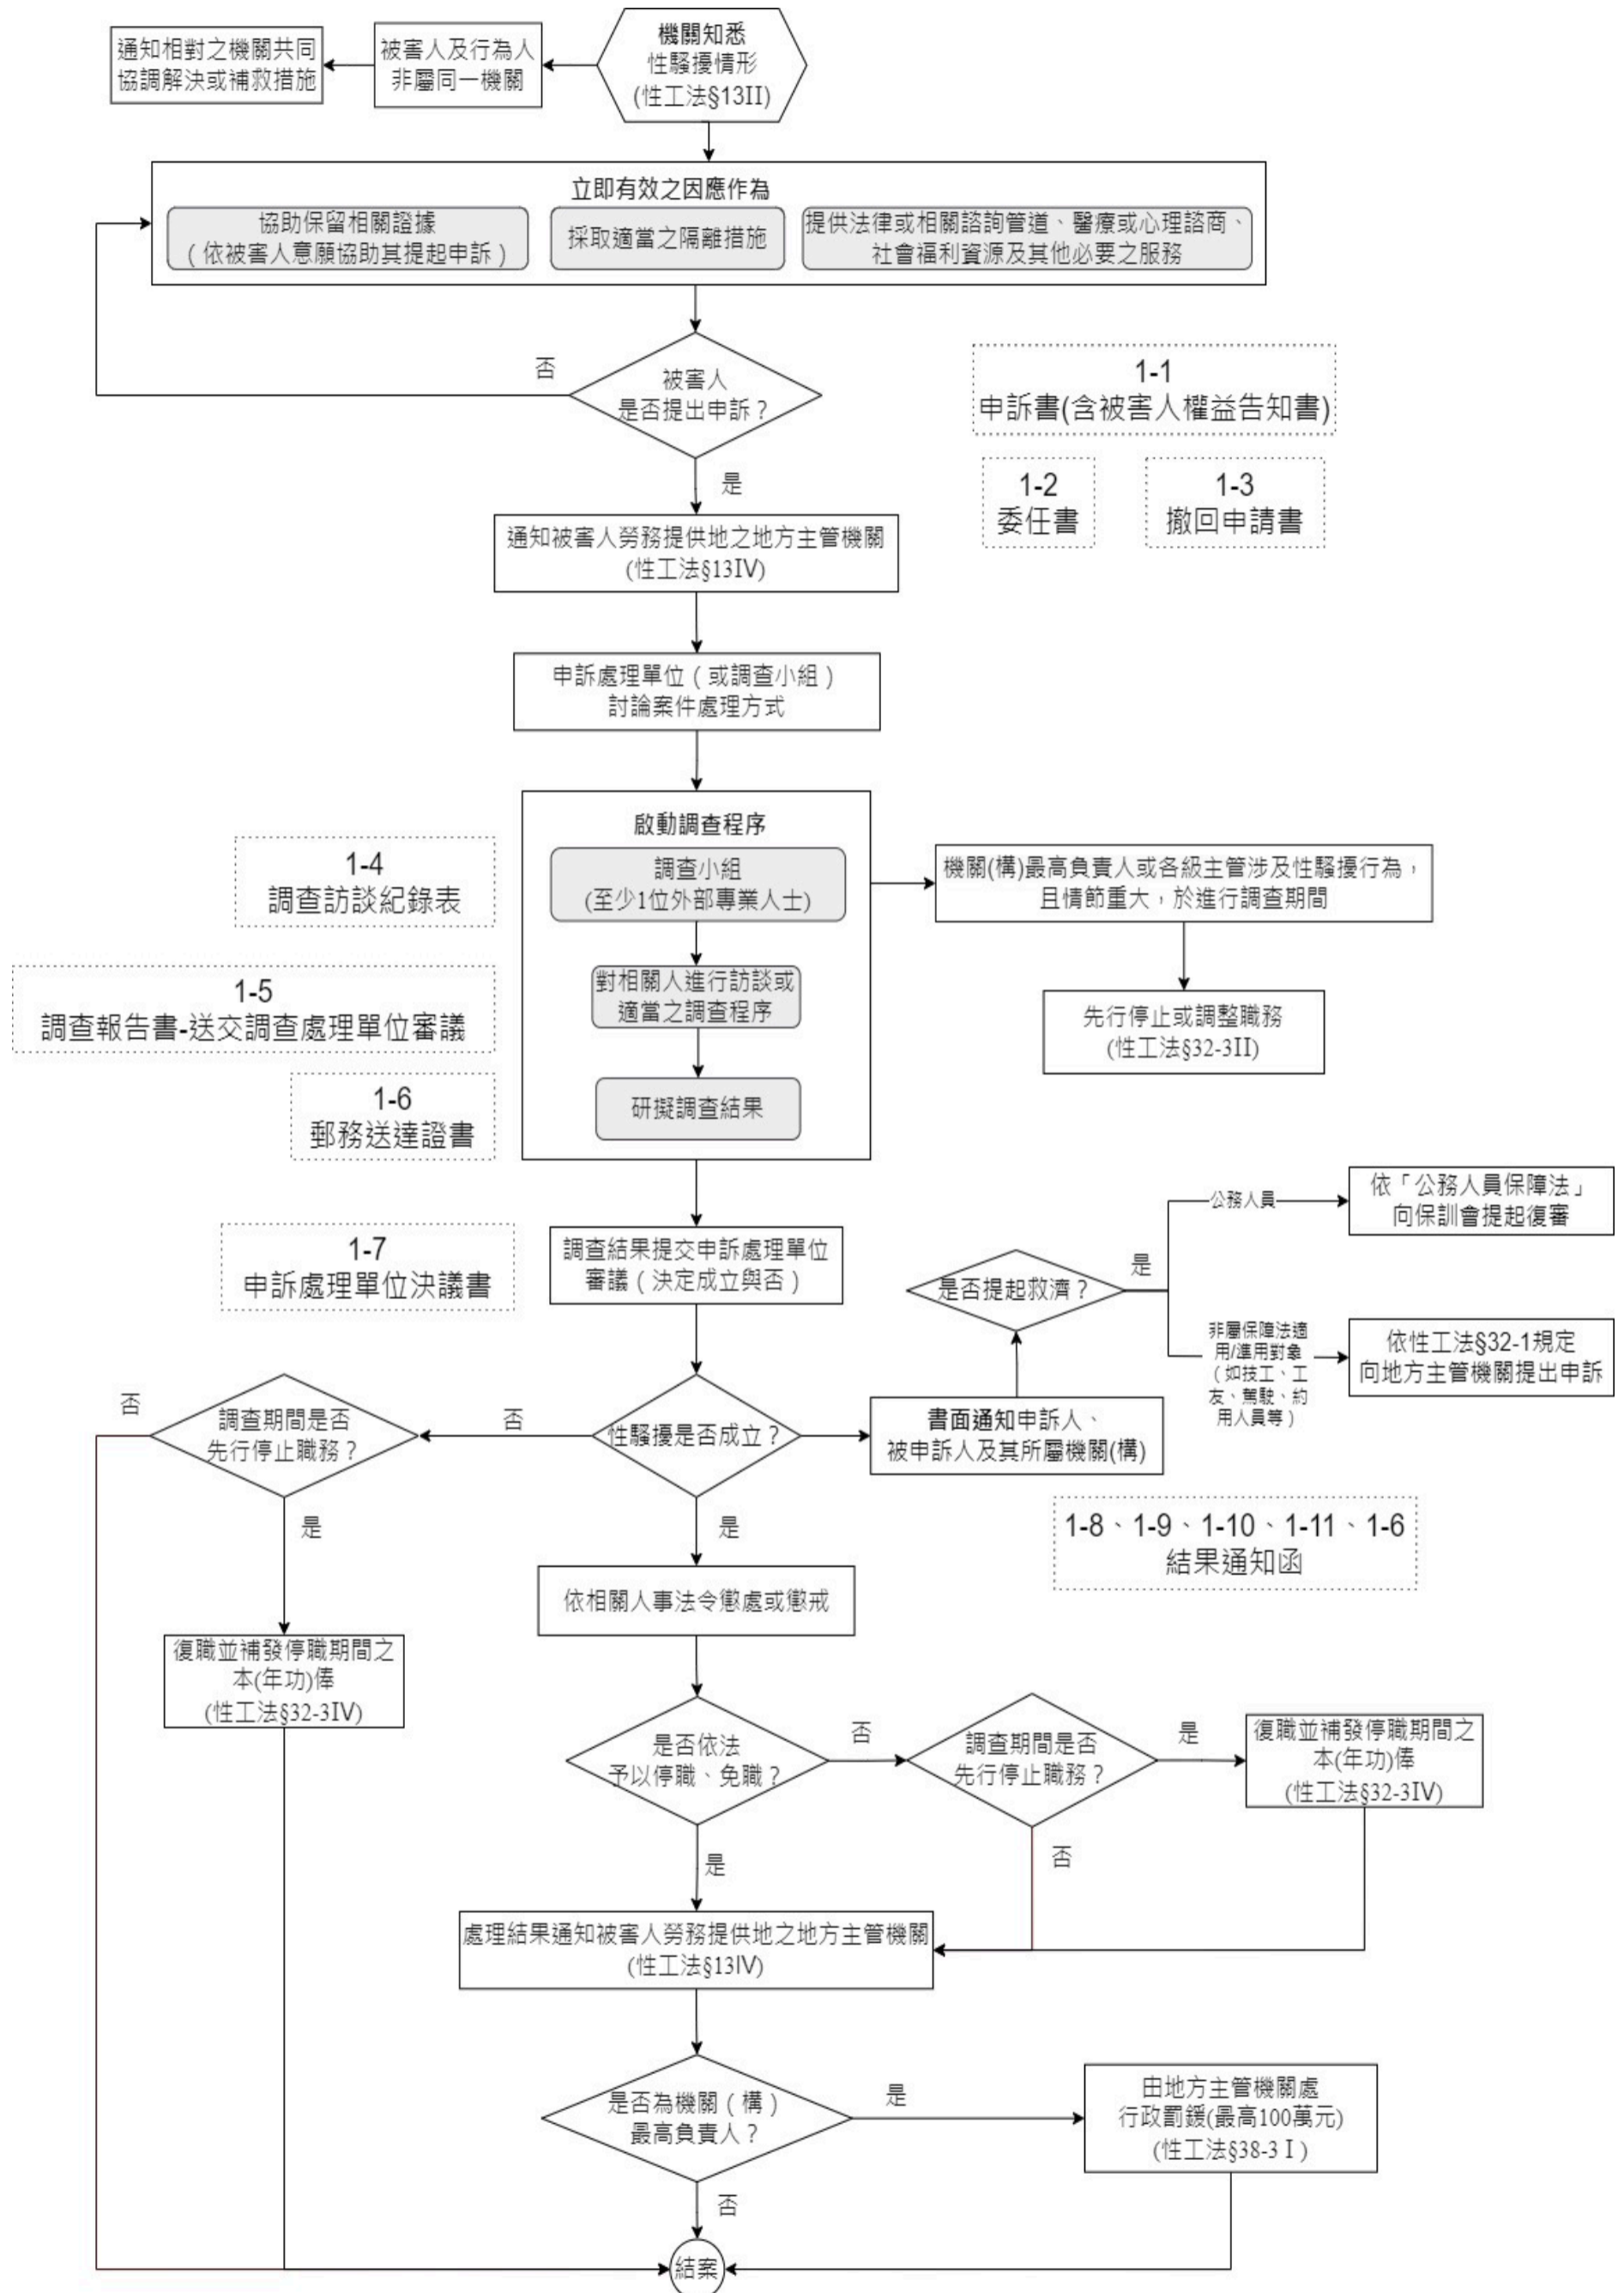 機關知悉
性騷擾情形
(性工法§13II)
被害人及行為人
非屬同一機關
通知相對之機關共同
協調解決或補救措施
立即有效之因應作為
協助保留相關證據
（依被害人意願協助其提起申訴）
採取適當之隔離措施
提供法律或相關諮詢管道、醫療或心理諮商、
社會福利資源及其他必要之服務
否
被害人
是否提出申訴？
是
1-1
申訴書(含被害人權益告知書)
1-2
委任書
1-3
撤回申請書
通知被害人勞務提供地之地方主管機關
(性工法§13IV)
申訴處理單位（或調查小組）
討論案件處理方式
啟動調查程序
調查小組
(至少1位外部專業人士)
對相關人進行訪談或
適當之調查程序
研擬調查結果
機關(構)最高負責人或各級主管涉及性騷擾行為，
且情節重大，於進行調查期間
先行停止或調整職務
(性工法§32-3II)
1-4
調查訪談紀錄表
1-5
調查報告書-送交調查處理單位審議
1-6
郵務送達證書
1-7
申訴處理單位決議書
調查結果提交申訴處理單位
審議（決定成立與否）
是否提起救濟？
是
公務人員
依「公務人員保障法」
向保訓會提起復審
非屬保障法適
用/準用對象
（如技工、工
友、駕駛、約
用人員等）
依性工法§32-1規定
向地方主管機關提出申訴
性騷擾是否成立？
書面通知申訴人、
被申訴人及其所屬機關(構)
1-8、1-9、1-10、1-11、1-6
結果通知函
否
調查期間是否
先行停止職務？
否
是
復職並補發停職期間之
本(年功)俸
(性工法§32-3IV)
是
依相關人事法令懲處或懲戒
是否依法
予以停職、免職？
否
調查期間是否
先行停止職務？
是
復職並補發停職期間之
本(年功)俸
(性工法§32-3IV)
否
是
處理結果通知被害人勞務提供地之地方主管機關
(性工法§13IV)
是否為機關（構）
最高負責人？
是
由地方主管機關處
行政罰鍰(最高100萬元)
(性工法§38-3 I )
否
結案